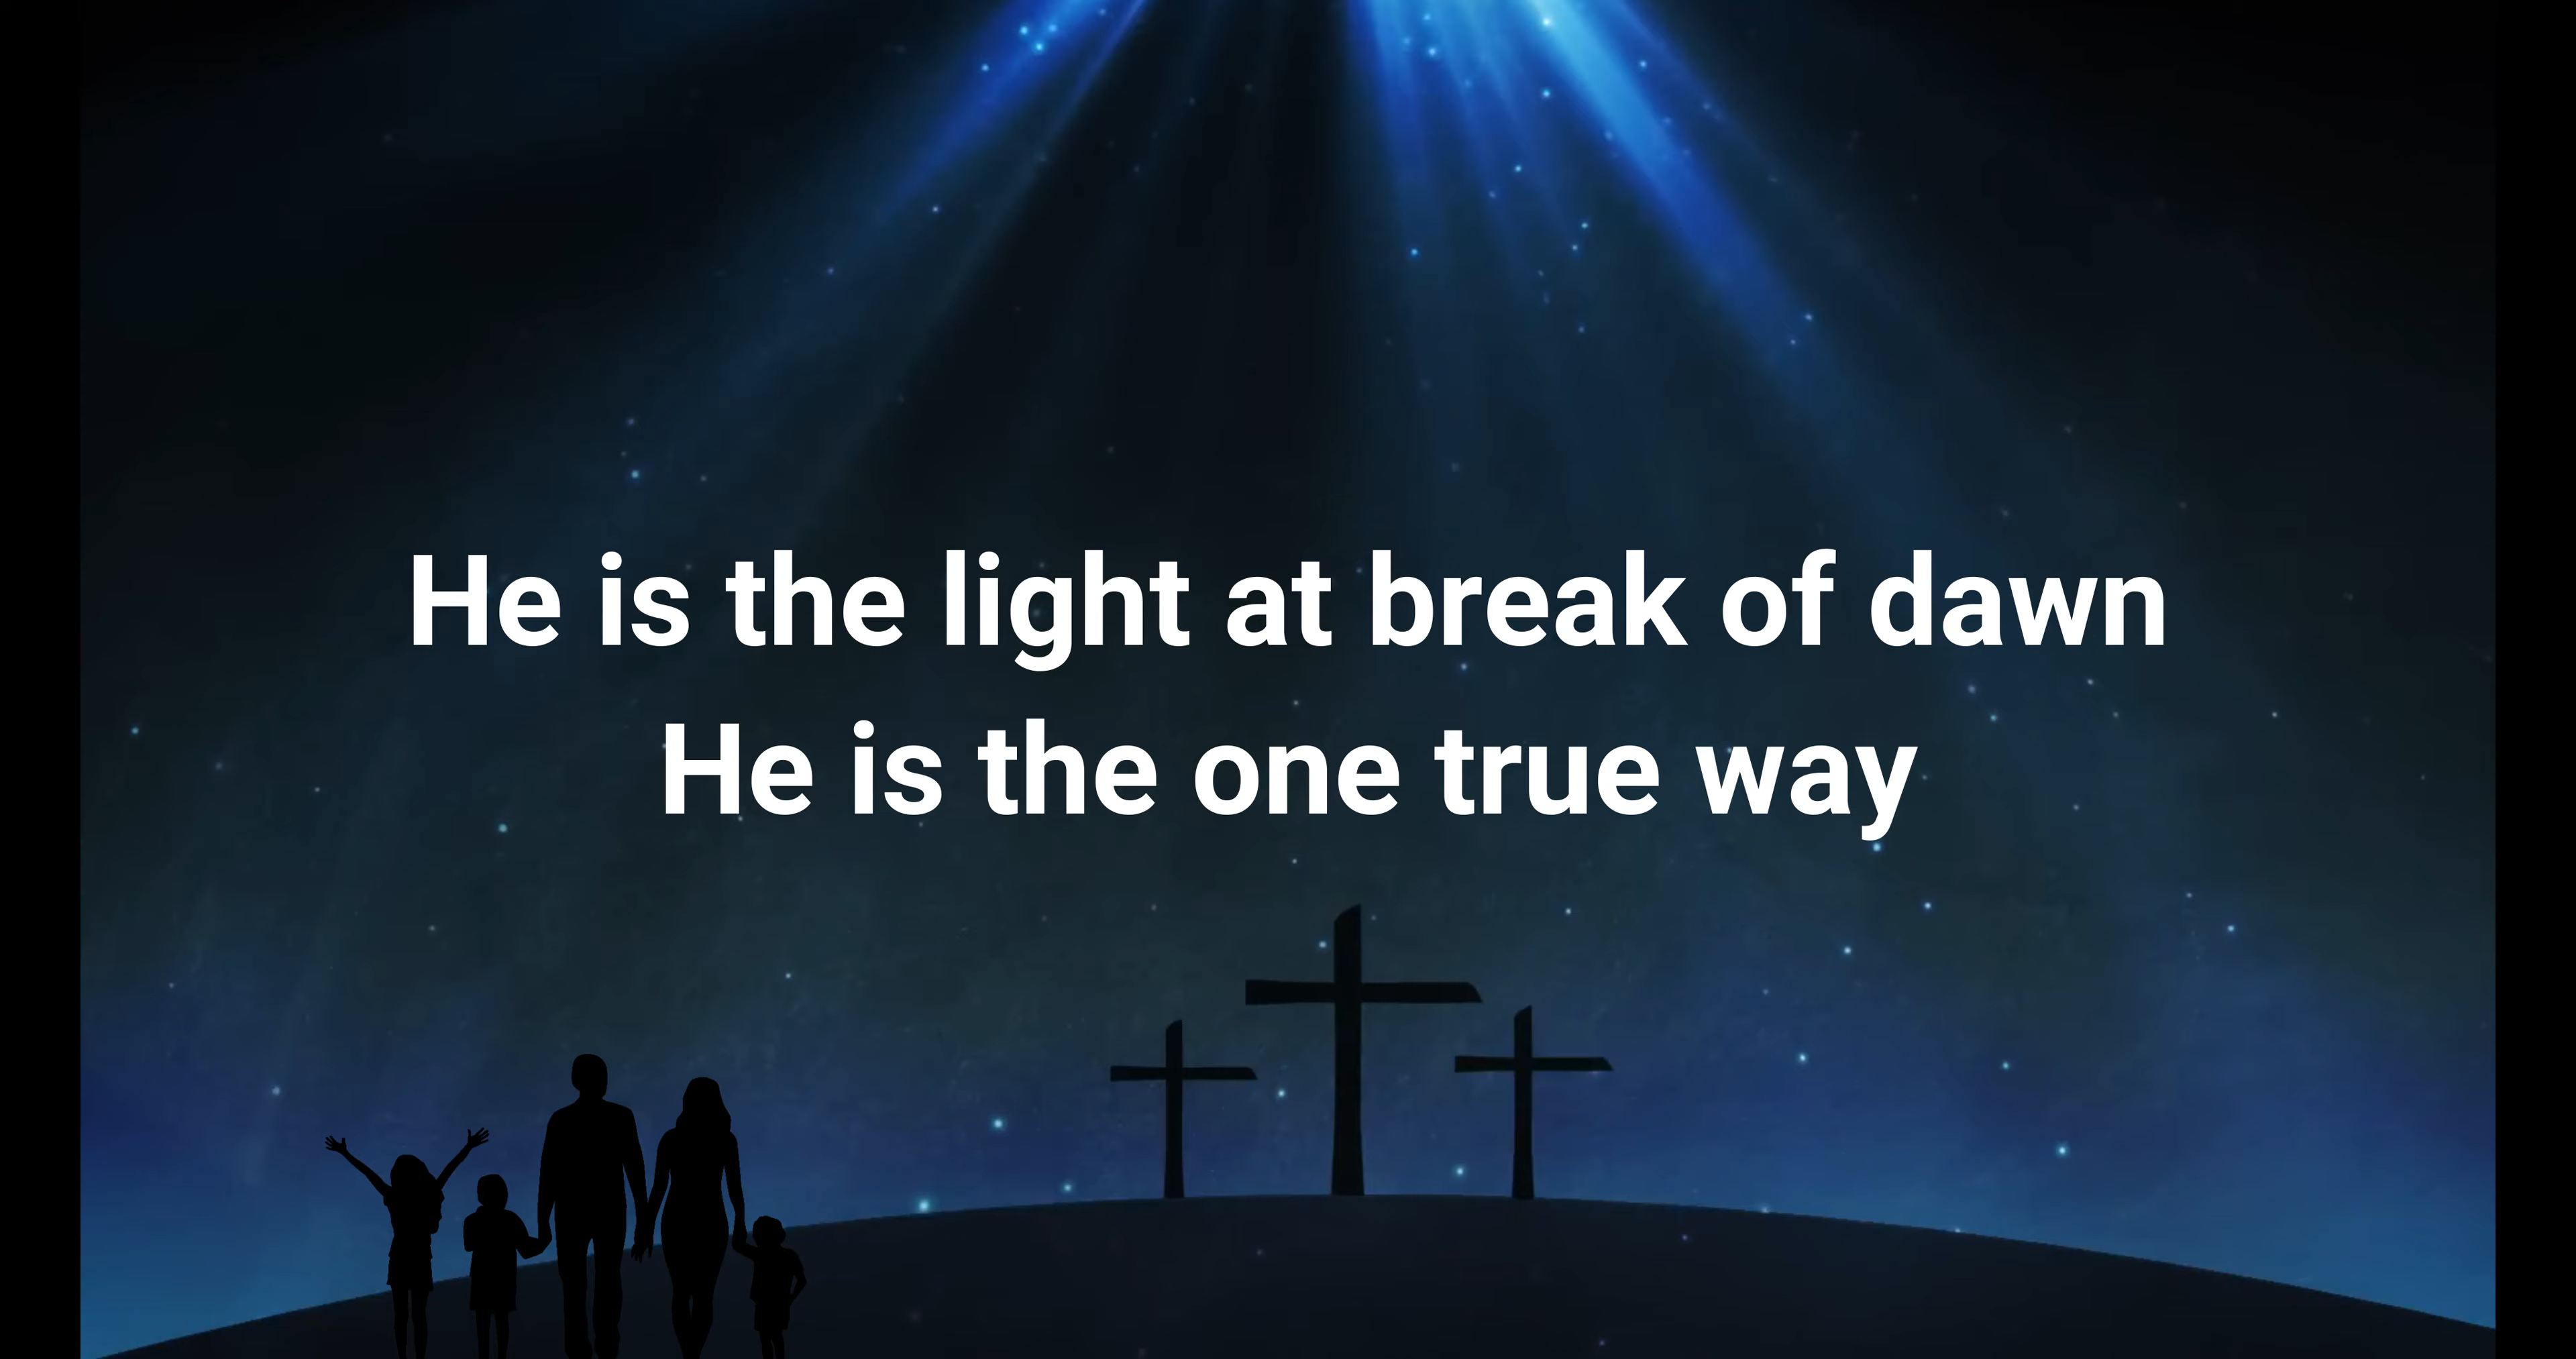 He is the light at break of dawn
He is the one true way